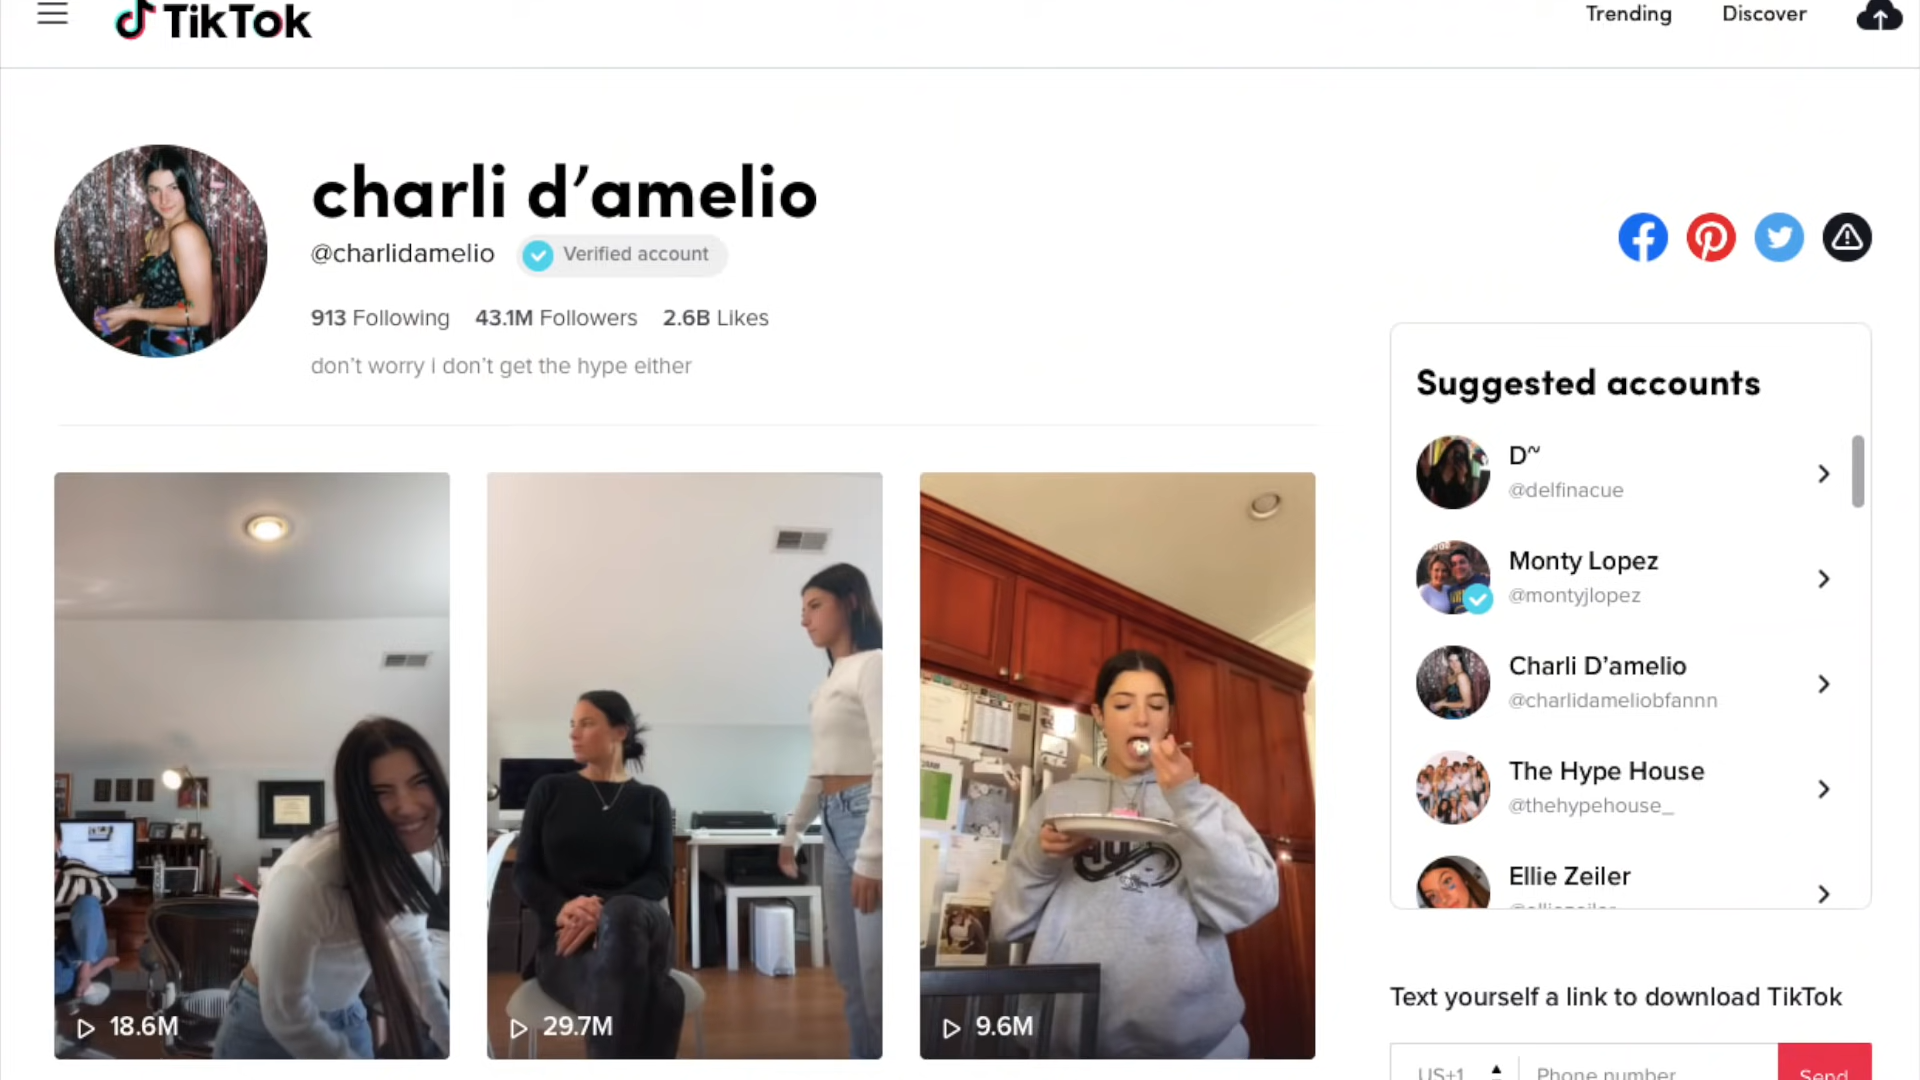 TikTok
Trending
Discover
charli d’amelio
@charlidamelio
Verified account
913 Following 43.1M Followers 2.6B Likes
don’t worry i don’t get the hype either
18.6M
29.7M
9.6M
Suggested accounts
D~
@delfinacue
Monty Lopez
@montyjlopez
Charli D’amelio
@charlidameliobfannn
The Hype House
@thehypehouse_
Ellie Zeiler
Text yourself a link to download TikTok
US+1
Phone number
Send